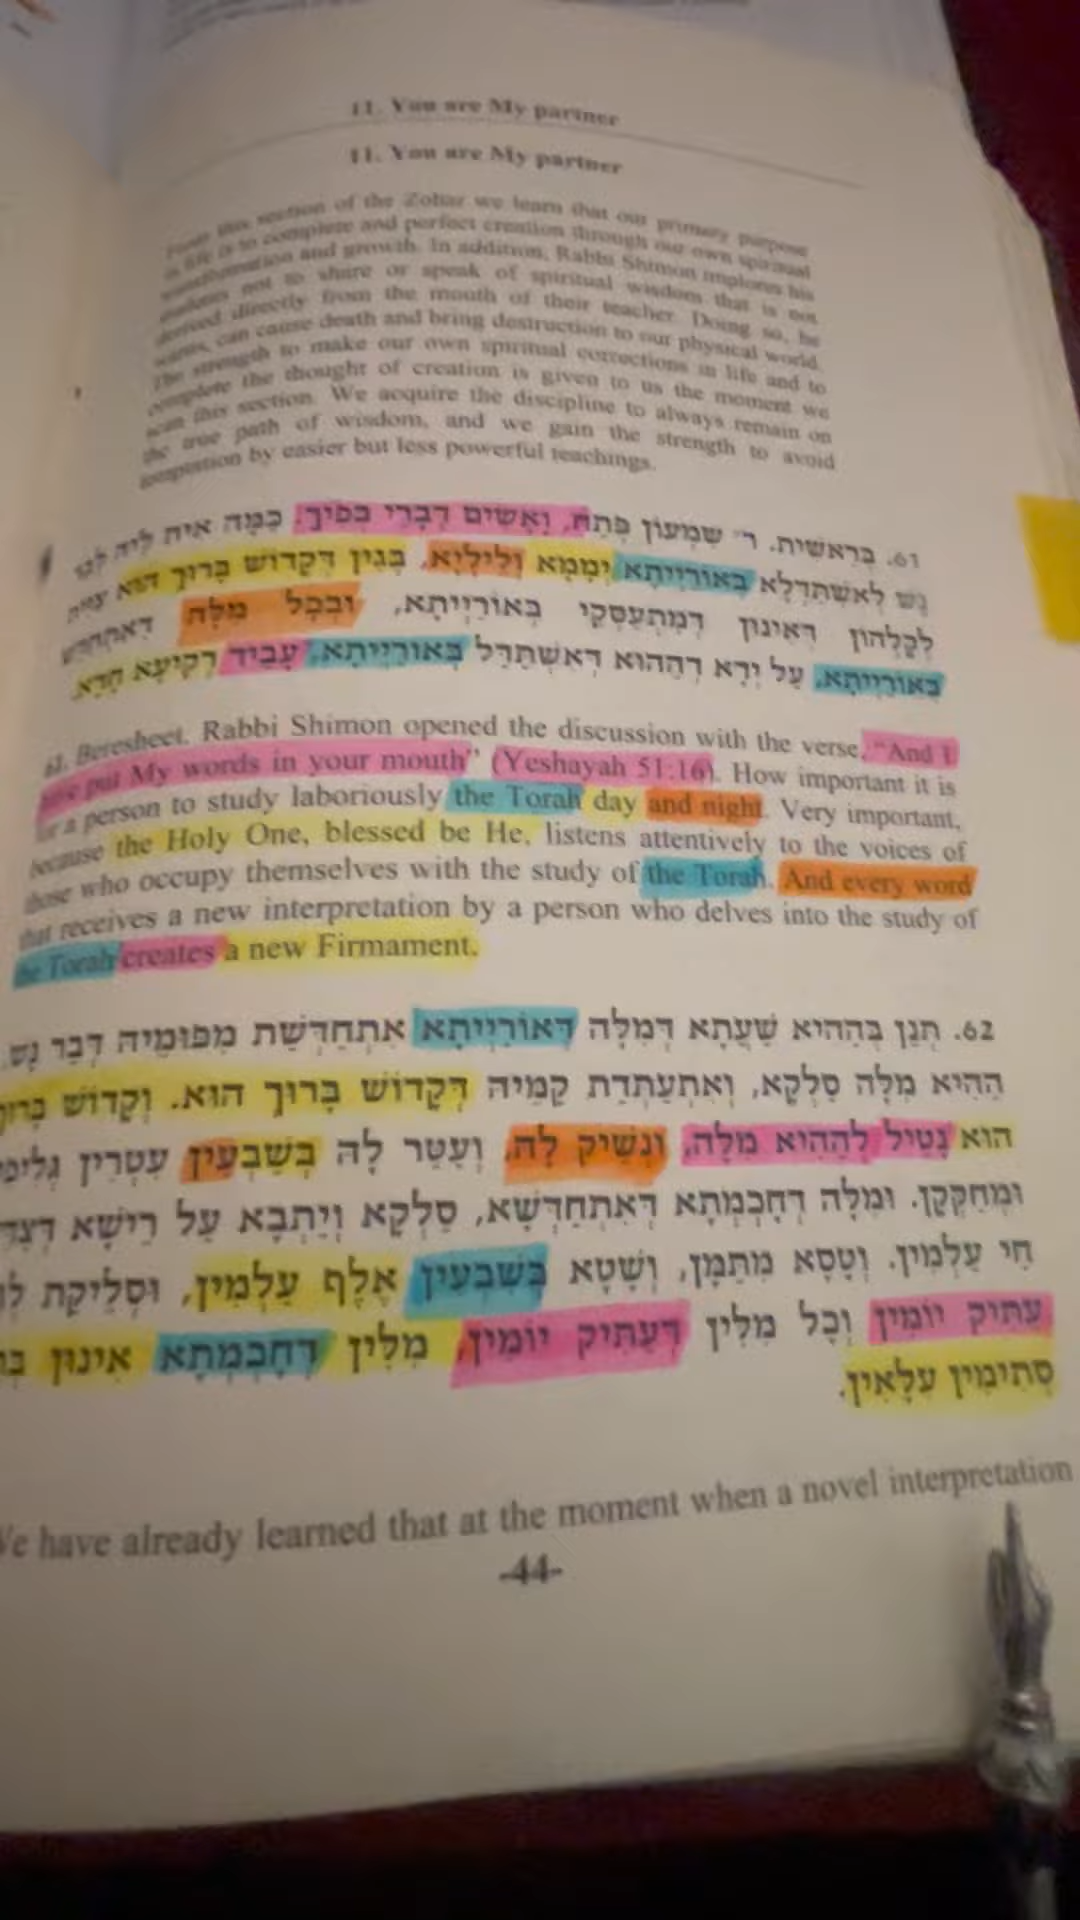 11. You are My partner
11. You are My partner
From this section of the Zohar we learn that our primary purpose
in life is to complete and perfect creation through our own spiritual
transformation and growth. In addition, Rabbi Shimon implores his
students not to share or speak of spiritual wisdom that is not
derived directly from the mouth of their teacher. Doing so, he
warns, can cause death and bring destruction to our physical world.
The strength to make our own spiritual corrections in life and to
complete the thought of creation is given to us the moment we
scan this section. We acquire the discipline to always remain on
the true path of wisdom, and we gain the strength to avoid
temptation by easier but less powerful teachings.
61. בְּרֵאשִׁית. ר' שִׁמְעוֹן פָּתַח, וָאָשִׂים דְּבָרַי בְּפִיךָ. כַּמָּה אִית לֵיהּ לְבַר
נָשׁ לְאִשְׁתַּדְּלָא בְּאוֹרַיְיתָא יְמָמָא וְלֵילְיָא, בְּגִין דְּקָדוֹשׁ בָּרוּךְ הוּא צַיֵּית
לְקָלְהוֹן דְּאִינוּן דְּמִתְעַסְּקֵי בְּאוֹרַיְיתָא, וּבְכָל מִלָּה דְּאִתְחַדֵּשׁ
בְּאוֹרַיְיתָא, עַל יְדָא דְּהַהוּא דְּאִשְׁתַּדַּל בְּאוֹרַיְיתָא, עָבֵיד רְקִיעָא חֲדָא.
61. Beresheet. Rabbi Shimon opened the discussion with the verse, "And I
have put My words in your mouth" (Yeshayah 51:16). How important it is
for a person to study laboriously the Torah day and night. Very important,
because the Holy One, blessed be He, listens attentively to the voices of
those who occupy themselves with the study of the Torah. And every word
that receives a new interpretation by a person who delves into the study of
the Torah creates a new Firmament.
62. תְּנַן בְּהַהִיא שַׁעֲתָא דְּמִלָּה דְּאוֹרַיְיתָא אִתְחַדְּשַׁת מִפּוּמֵיהּ דְּבַר נָשׁ,
הַהִיא מִלָּה סָלְקָא, וְאִתְעַתְּדַת קַמֵּיהּ דְּקָדוֹשׁ בָּרוּךְ הוּא. וְקָדוֹשׁ בָּרוּךְ
הוּא נָטֵיל לְהַהִיא מִלָּה, וְנָשֵׁיק לָהּ, וְעַטַּר לָהּ בְּשַׁבְעִין עִטְרִין
וּמְחַקְּקָן. וּמִלָּה דְּחָכְמְתָא דְּאִתְחַדְּשָׁא, סָלְקָא וְיָתְבָא עַל רֵישָׁא
חַי עָלְמִין. וְטָסָא מִתַּמָּן, וְשָׁטָא בְּשַׁבְעִין אֶלֶף עָלְמִין, וּסְלֵיקַת
עַתִּיק יוֹמִין וְכָל מִלִּין דְּעַתִּיק יוֹמִין, מִלִּין דְּחָכְמְתָא אִינּוּן
סְתִימִין עִלָּאִין.
We have already learned that at the moment when a novel interpretation
-44-